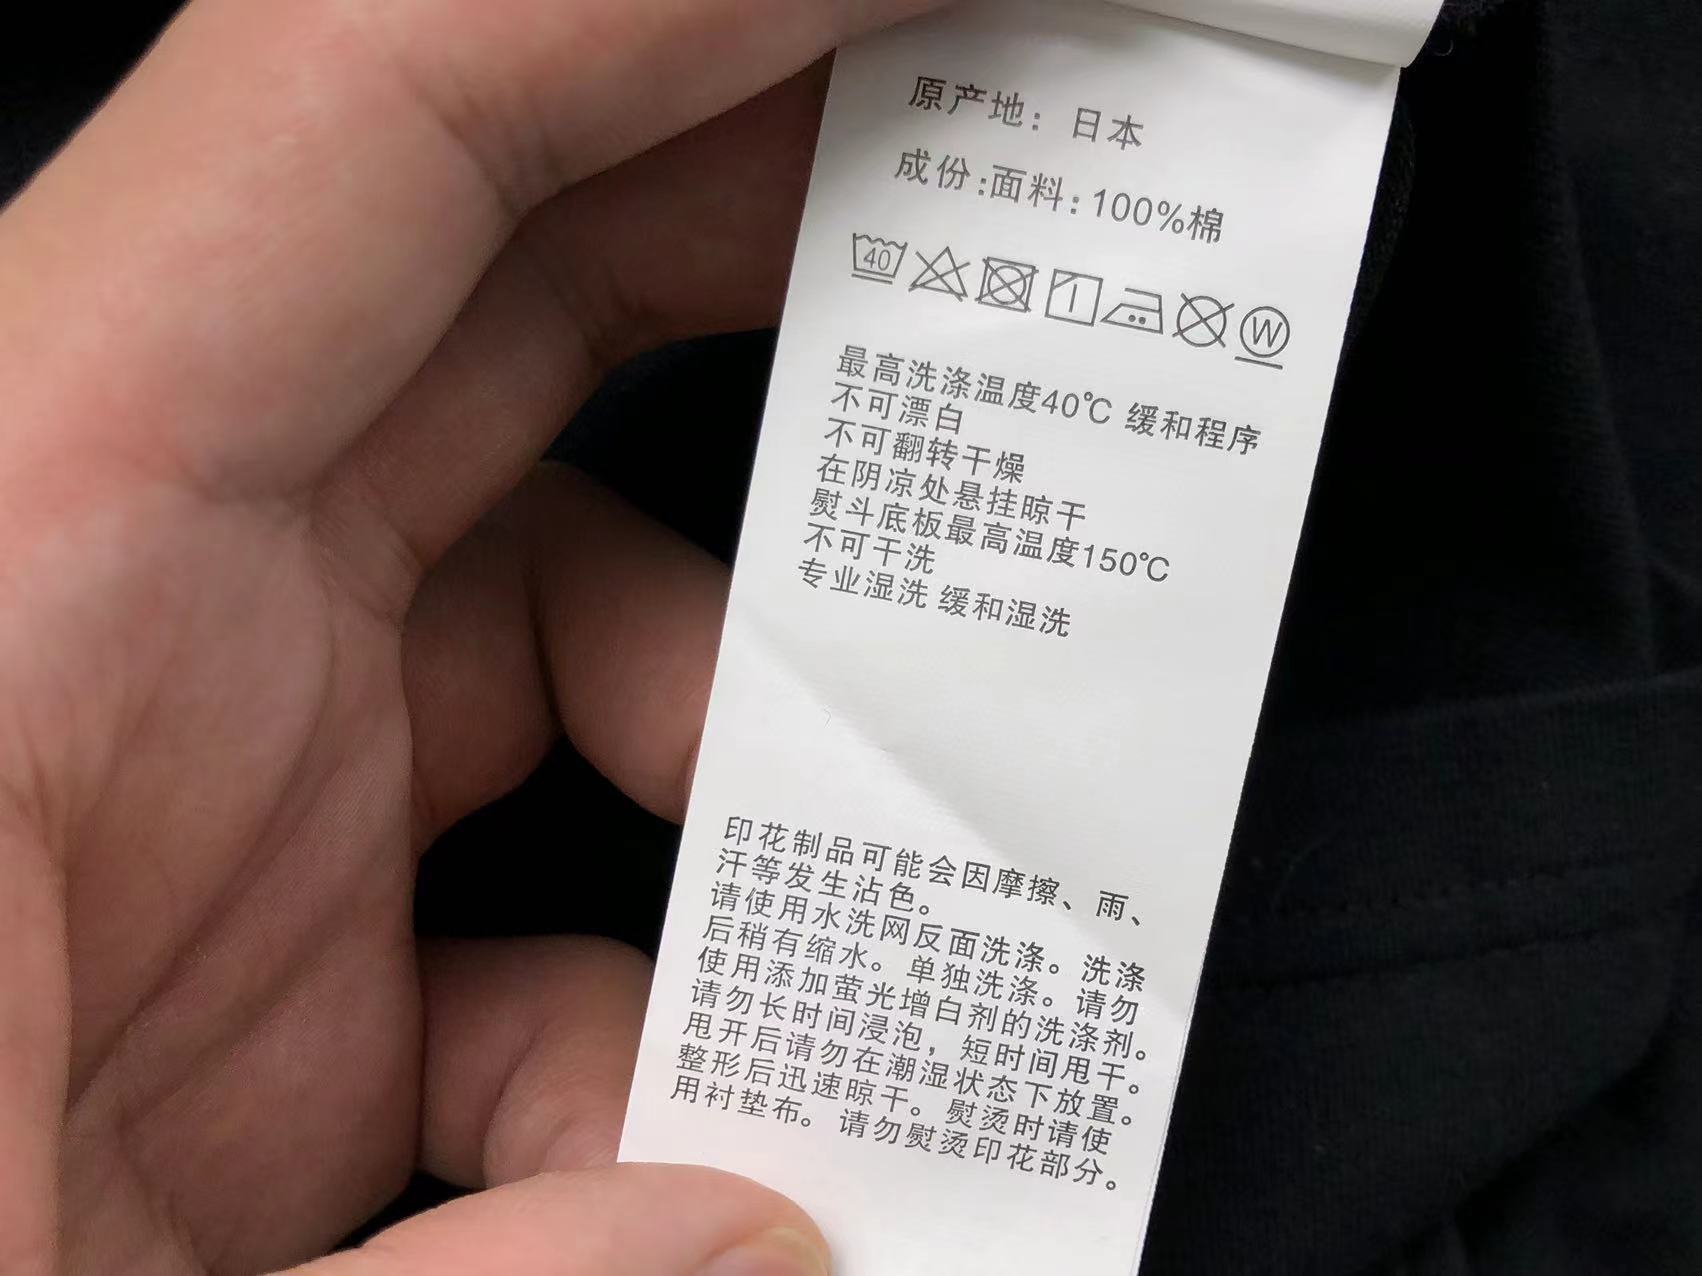 原产地：日本
成份:面料:100%棉
40 W
最高洗涤温度40℃ 缓和程序
不可漂白
不可翻转干燥
在阴凉处悬挂晾干
熨斗底板最高温度150℃
不可干洗
专业湿洗 缓和湿洗
印花制品可能会因摩擦、雨、
汗等发生沾色。
请使用水洗网反面洗涤。洗涤
后稍有缩水。单独洗涤。请勿
使用添加萤光增白剂的洗涤剂。
请勿长时间浸泡，短时间甩干。
甩开后请勿在潮湿状态下放置。
整形后迅速晾干。熨烫时请使
用衬垫布。请勿熨烫印花部分。